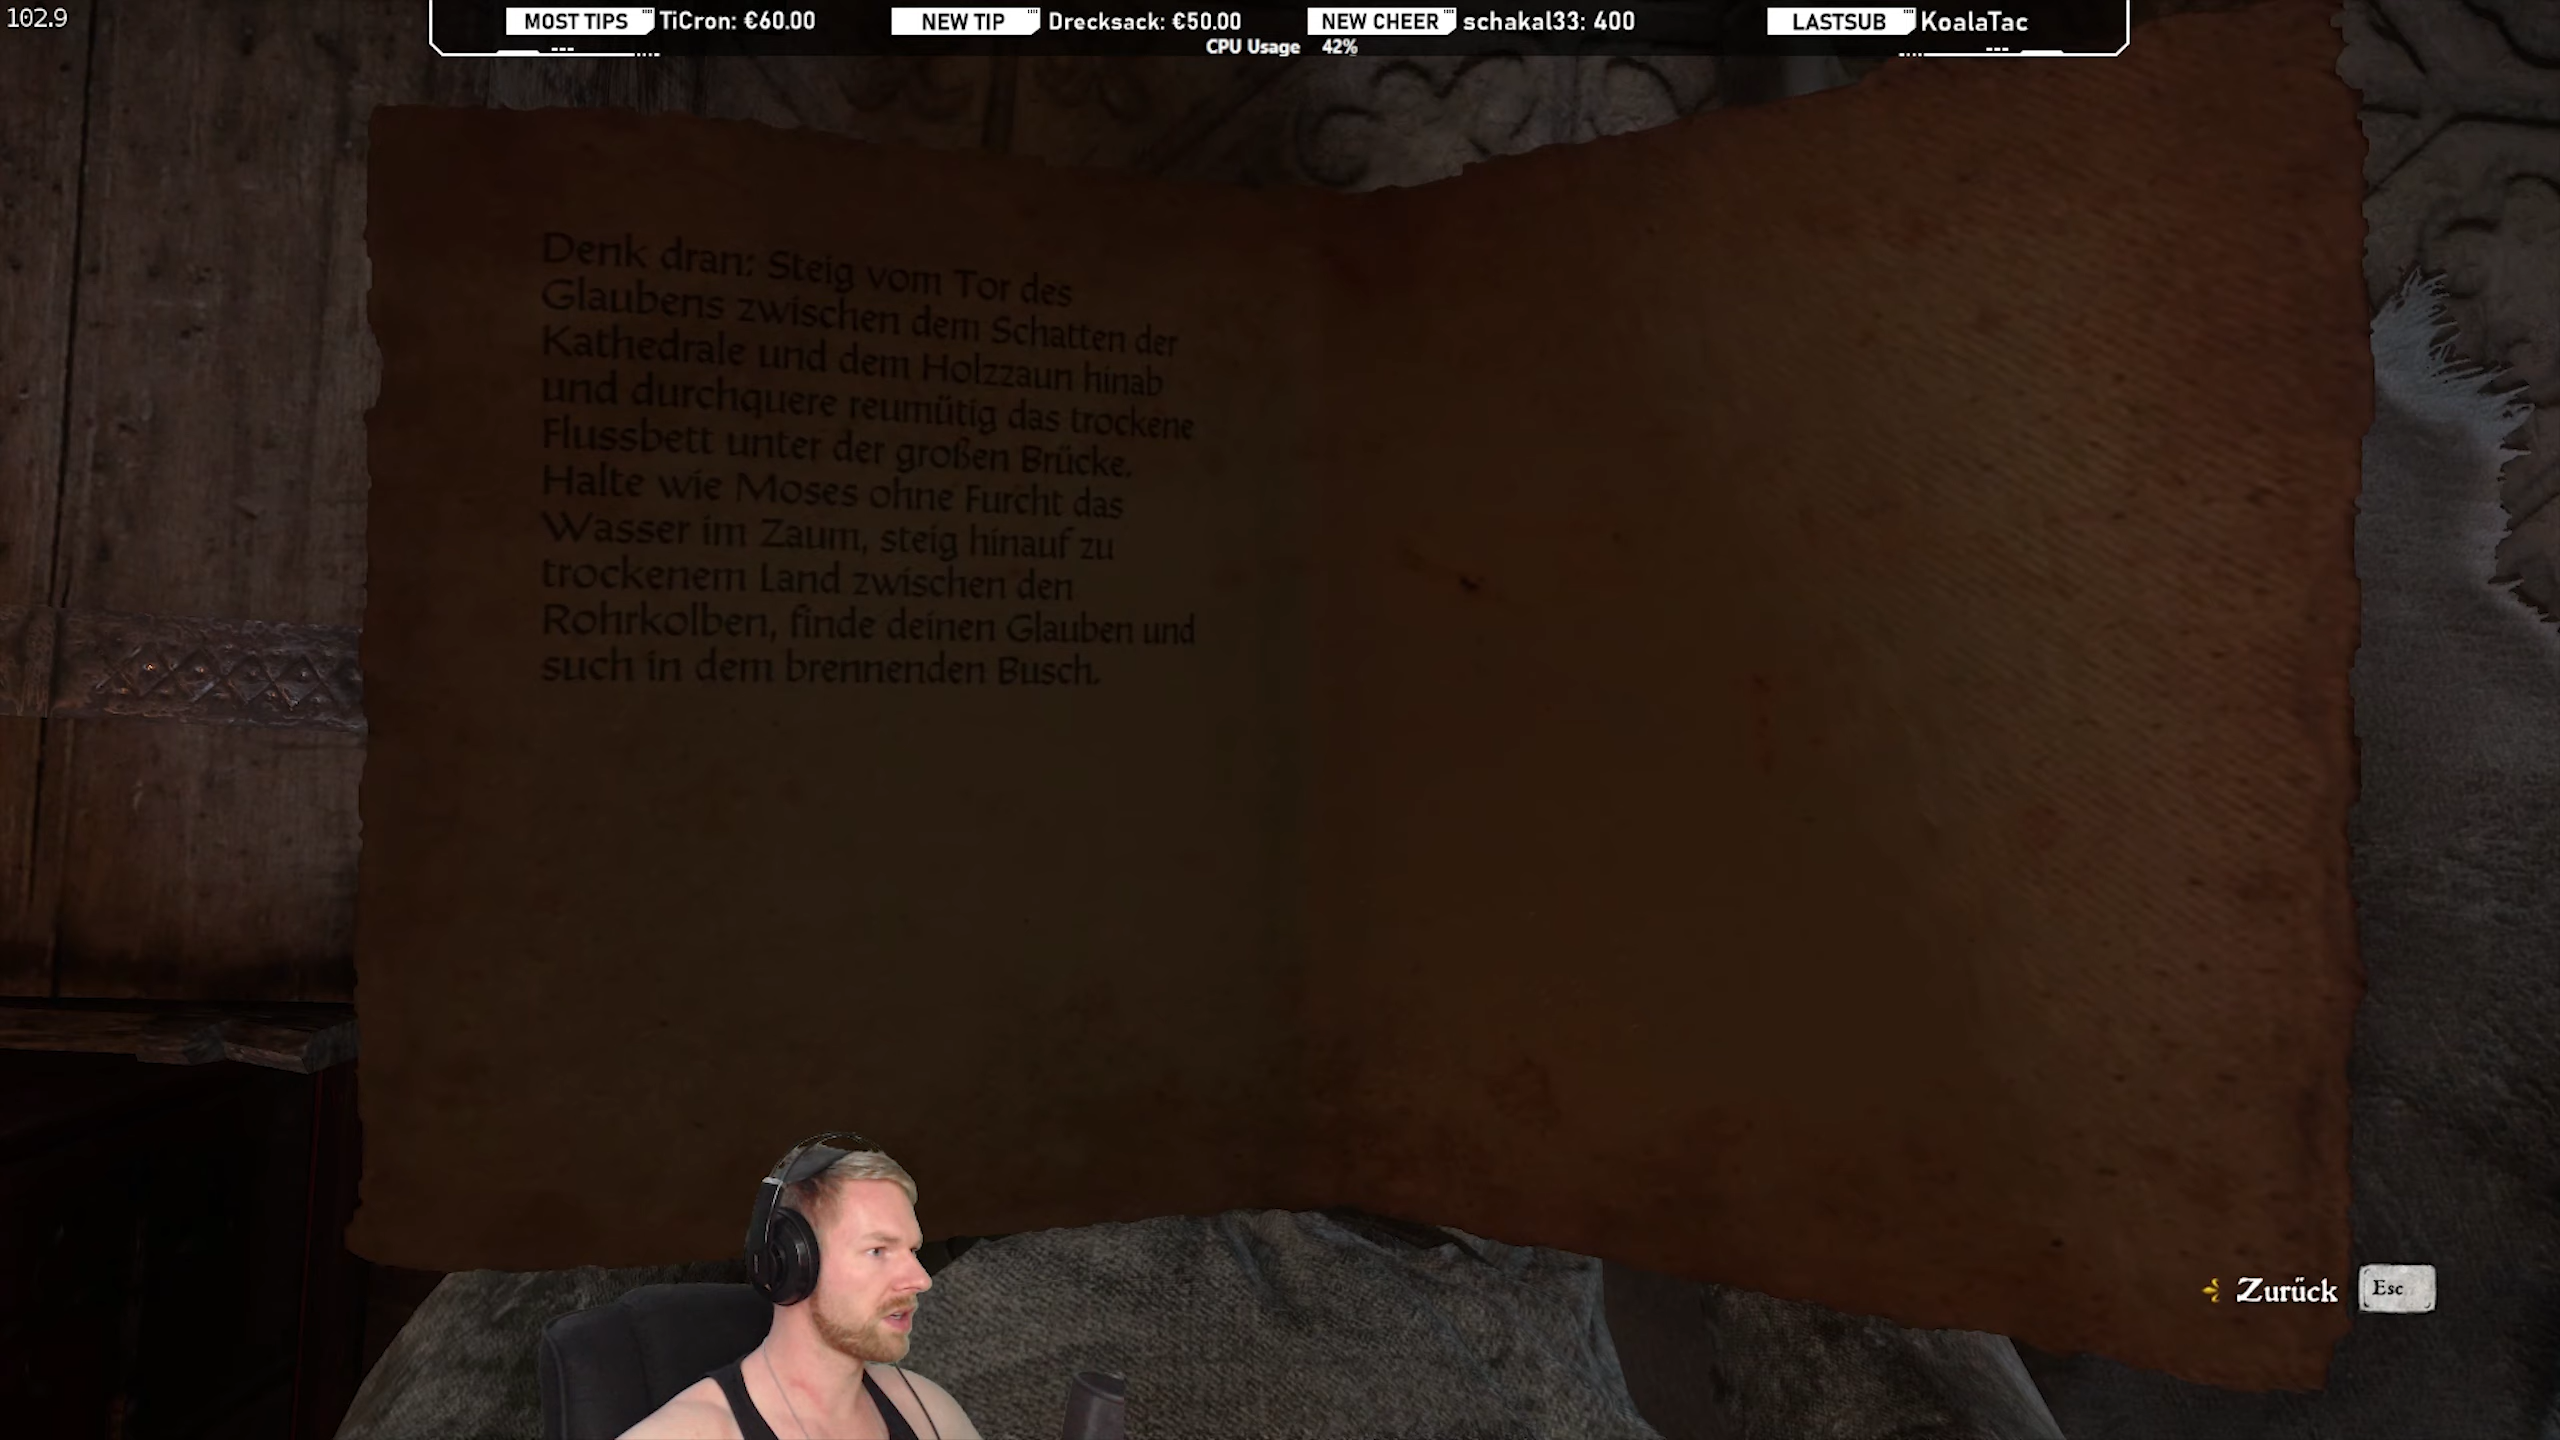 102.9
MOST TIPS TiCron: €60.00 NEW TIP Drecksack: €50.00 NEW CHEER schakal33: 400 LASTSUB KoalaTac
CPU Usage 42%
Denk dran: Steig vom Tor des
Glaubens zwischen dem Schatten der
Kathedrale und dem Holzzaun hinab
und durchquere reumütig das trockene
Flussbett unter der großen Brücke.
Halte wie Moses ohne Furcht das
Wasser im Zaum, steig hinauf zu
trockenem Land zwischen den
Rohrkolben, finde deinen Glauben und
such in dem brennenden Busch.
Zurück Esc